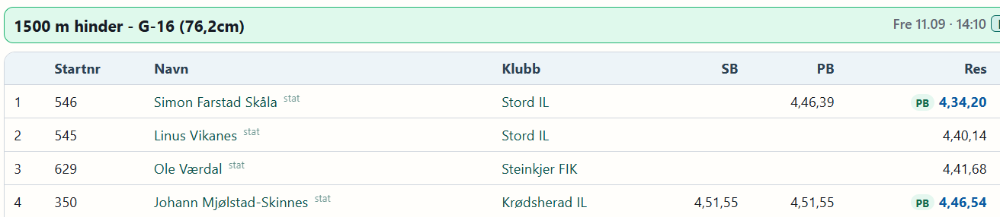 1500 m hinder - G-16 (76,2cm) Fre 11.09 · 14:10
Startnr Navn Klubb SB PB Res
1 546 Simon Farstad Skåla stat Stord IL 4,46,39 PB 4,34,20
2 545 Linus Vikanes stat Stord IL 4,40,14
3 629 Ole Værdal stat Steinkjer FIK 4,41,68
4 350 Johann Mjølstad-Skinnes stat Krødsherad IL 4,51,55 4,51,55 PB 4,46,54